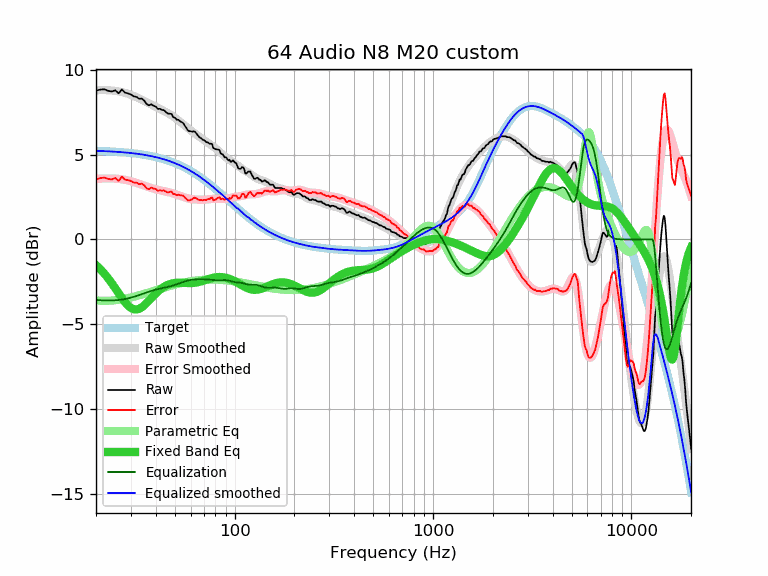 64 Audio N8 M20 custom
10
5
0
−5
−10
−15
Amplitude (dBr)
Target
Raw Smoothed
Error Smoothed
Raw
Error
Parametric Eq
Fixed Band Eq
Equalization
Equalized smoothed
100
1000
10000
Frequency (Hz)